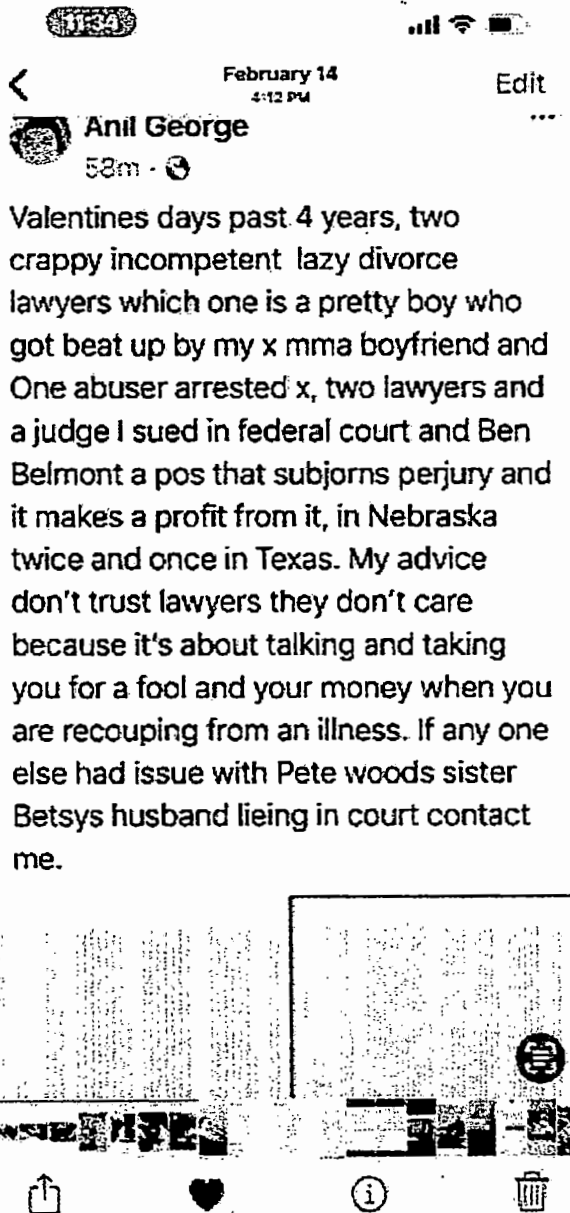 11:34
February 14
4:12 PM
Edit
Anil George
58m
Valentines days past 4 years, two
crappy incompetent lazy divorce
lawyers which one is a pretty boy who
got beat up by my x mma boyfriend and
One abuser arrested x, two lawyers and
a judge I sued in federal court and Ben
Belmont a pos that subjorns perjury and
it makes a profit from it, in Nebraska
twice and once in Texas. My advice
don't trust lawyers they don't care
because it's about talking and taking
you for a fool and your money when you
are recouping from an illness. If any one
else had issue with Pete woods sister
Betsys husband lieing in court contact
me.